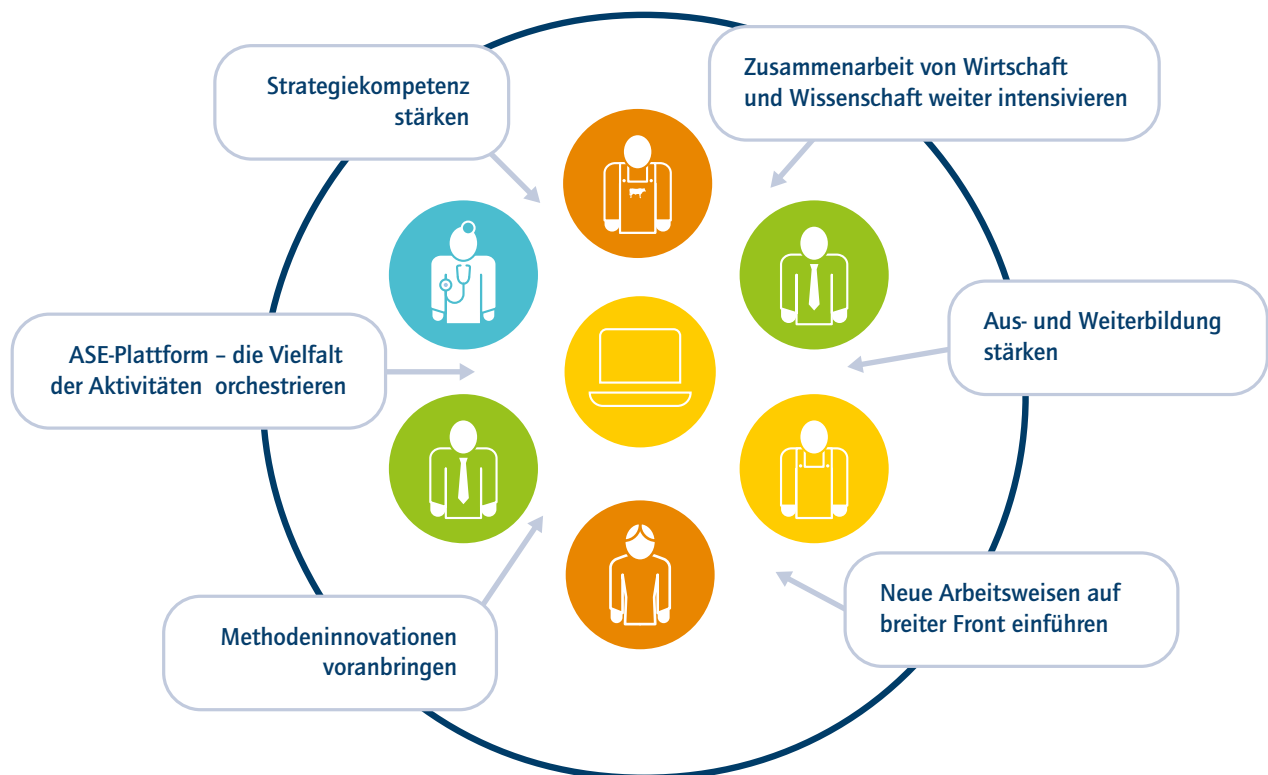 Strategiekompetenz
stärken
Zusammenarbeit von Wirtschaft
und Wissenschaft weiter intensivieren
ASE-Plattform – die Vielfalt
der Aktivitäten orchestrieren
Aus- und Weiterbildung
stärken
Methodeninnovationen
voranbringen
Neue Arbeitsweisen auf
breiter Front einführen